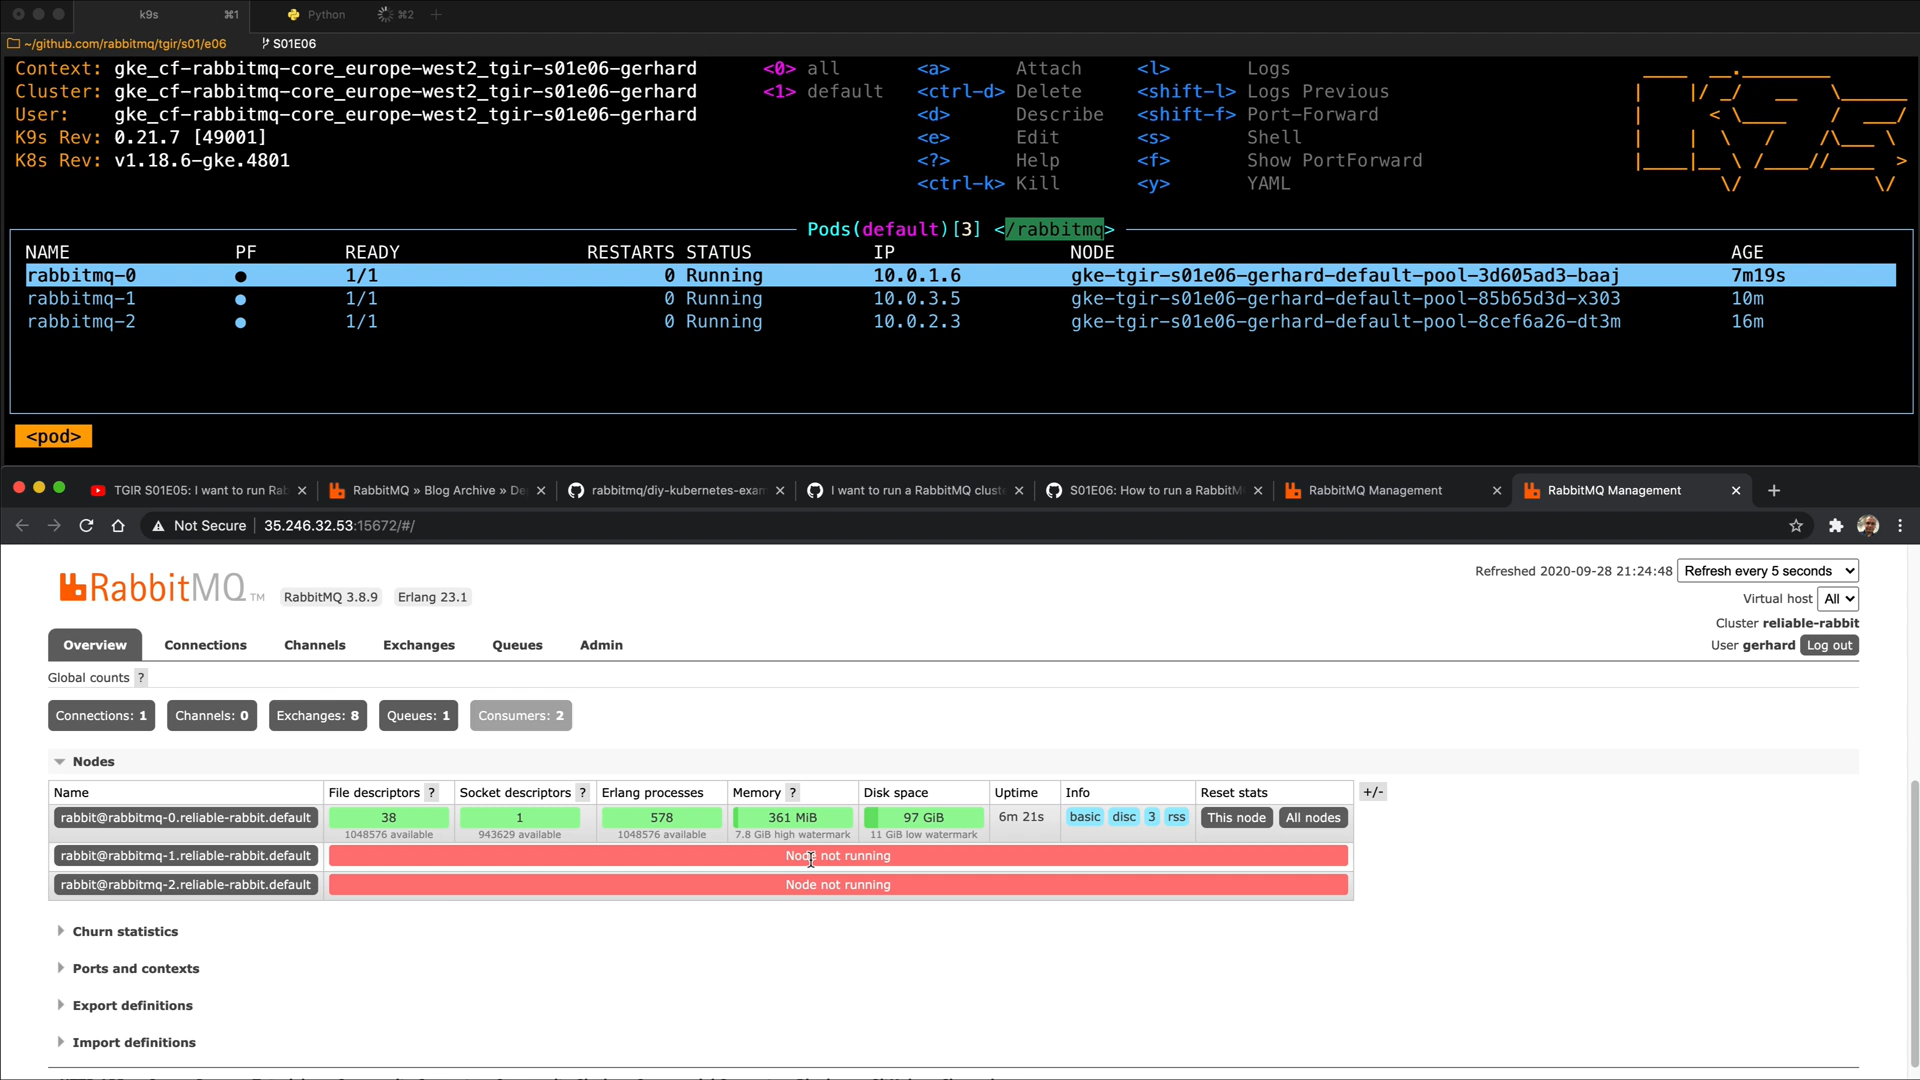 k9s ⌘1 Python ⌘2 +
~/github.com/rabbitmq/tgir/s01/e06 S01E06
Context: gke_cf-rabbitmq-core_europe-west2_tgir-s01e06-gerhard <0> all <a> Attach <l> Logs
Cluster: gke_cf-rabbitmq-core_europe-west2_tgir-s01e06-gerhard <1> default <ctrl-d> Delete <shift-l> Logs Previous
User: gke_cf-rabbitmq-core_europe-west2_tgir-s01e06-gerhard <d> Describe <shift-f> Port-Forward
K9s Rev: 0.21.7 [49001] <e> Edit <s> Shell
K8s Rev: v1.18.6-gke.4801 <?> Help <f> Show PortForward
<ctrl-k> Kill <y> YAML
Pods(default)[3] </rabbitmq>
NAME PF READY RESTARTS STATUS IP NODE AGE
rabbitmq-0 ● 1/1 0 Running 10.0.1.6 gke-tgir-s01e06-gerhard-default-pool-3d605ad3-baaj 7m19s
rabbitmq-1 ● 1/1 0 Running 10.0.3.5 gke-tgir-s01e06-gerhard-default-pool-85b65d3d-x303 10m
rabbitmq-2 ● 1/1 0 Running 10.0.2.3 gke-tgir-s01e06-gerhard-default-pool-8cef6a26-dt3m 16m
<pod>
TGIR S01E05: I want to run Rab RabbitMQ » Blog Archive » De rabbitmq/diy-kubernetes-exam I want to run a RabbitMQ cluste S01E06: How to run a RabbitM RabbitMQ Management RabbitMQ Management
Not Secure 35.246.32.53:15672/#/
Refreshed 2020-09-28 21:24:48 Refresh every 5 seconds
RabbitMQ TM RabbitMQ 3.8.9 Erlang 23.1
Virtual host All
Cluster reliable-rabbit
User gerhard Log out
Overview Connections Channels Exchanges Queues Admin
Global counts ?
Connections: 1 Channels: 0 Exchanges: 8 Queues: 1 Consumers: 2
Nodes
Name File descriptors ? Socket descriptors ? Erlang processes Memory ? Disk space Uptime Info Reset stats +/-
rabbit@rabbitmq-0.reliable-rabbit.default 38 1 578 361 MiB 97 GiB 6m 21s basic disc 3 rss This node All nodes
1048576 available 943629 available 1048576 available 7.8 GiB high watermark 11 GiB low watermark
rabbit@rabbitmq-1.reliable-rabbit.default Node not running
rabbit@rabbitmq-2.reliable-rabbit.default Node not running
Churn statistics
Ports and contexts
Export definitions
Import definitions